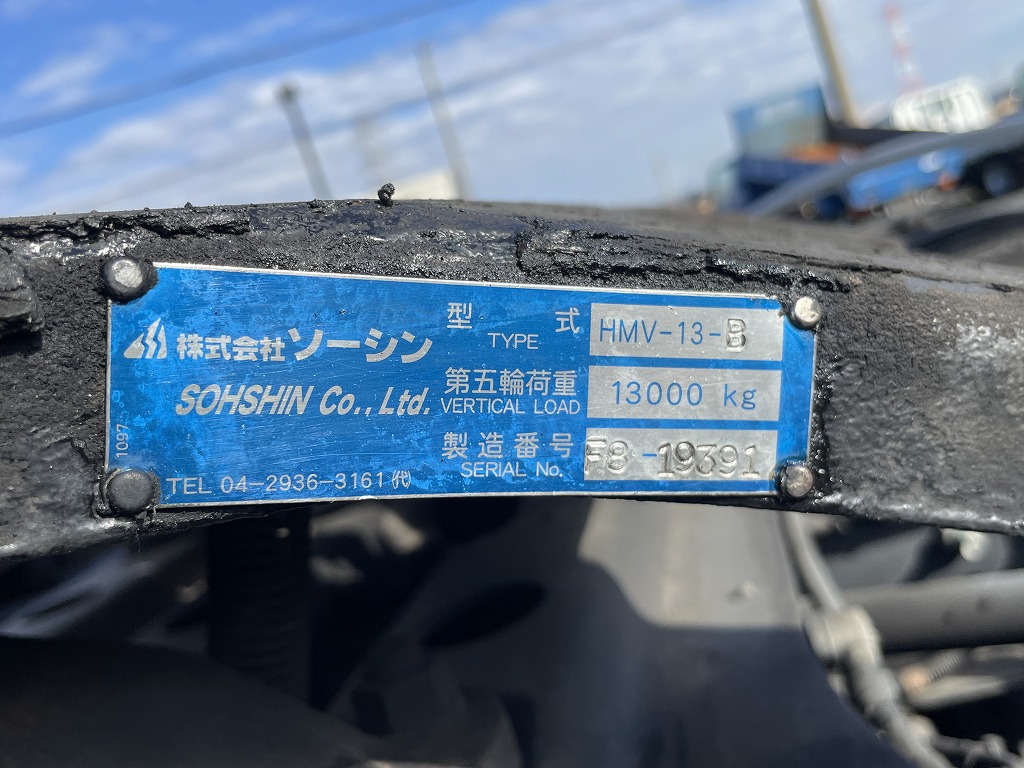 株式会社ソーシン
SOHSHIN Co.,Ltd.
TEL 04-2936-3161(代)
1097
型式 HMV-13-B
TYPE
第五輪荷重 13000 kg
VERTICAL LOAD
製造番号 F8-19391
SERIAL No.